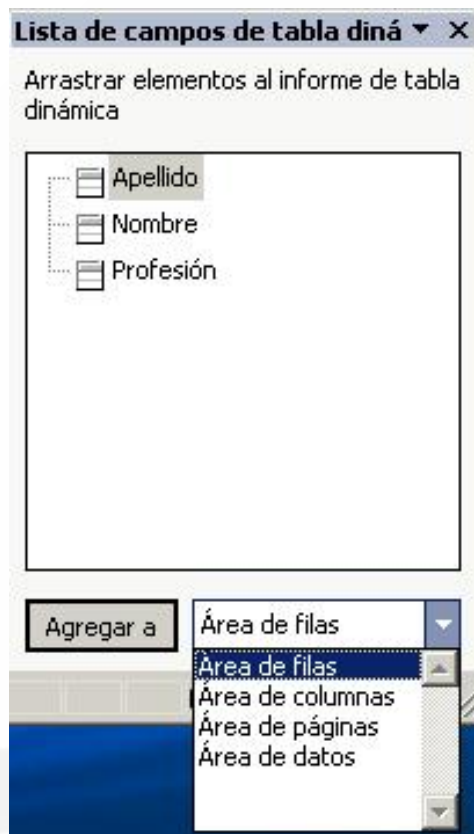 Lista de campos de tabla diná
Arrastrar elementos al informe de tabla
dinámica
Apellido
Nombre
Profesión
Agregar a
Área de filas
Área de filas
Área de columnas
Área de páginas
Área de datos